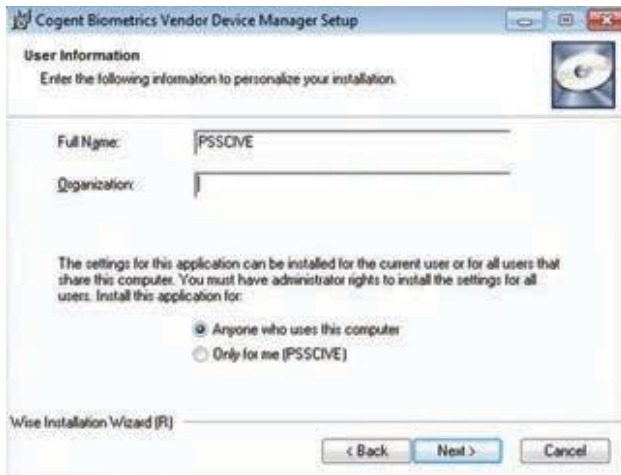 Cogent Biometrics Vendor Device Manager Setup
User Information
Enter the following information to personalize your installation.
Full Name:
PSSCIVE
Organization:
The settings for this application can be installed for the current user or for all users that
share this computer. You must have administrator rights to install the settings for all
users. Install this application for:
Anyone who uses this computer
Only for me (PSSCIVE)
Wise Installation Wizard (R)
< Back
Next >
Cancel